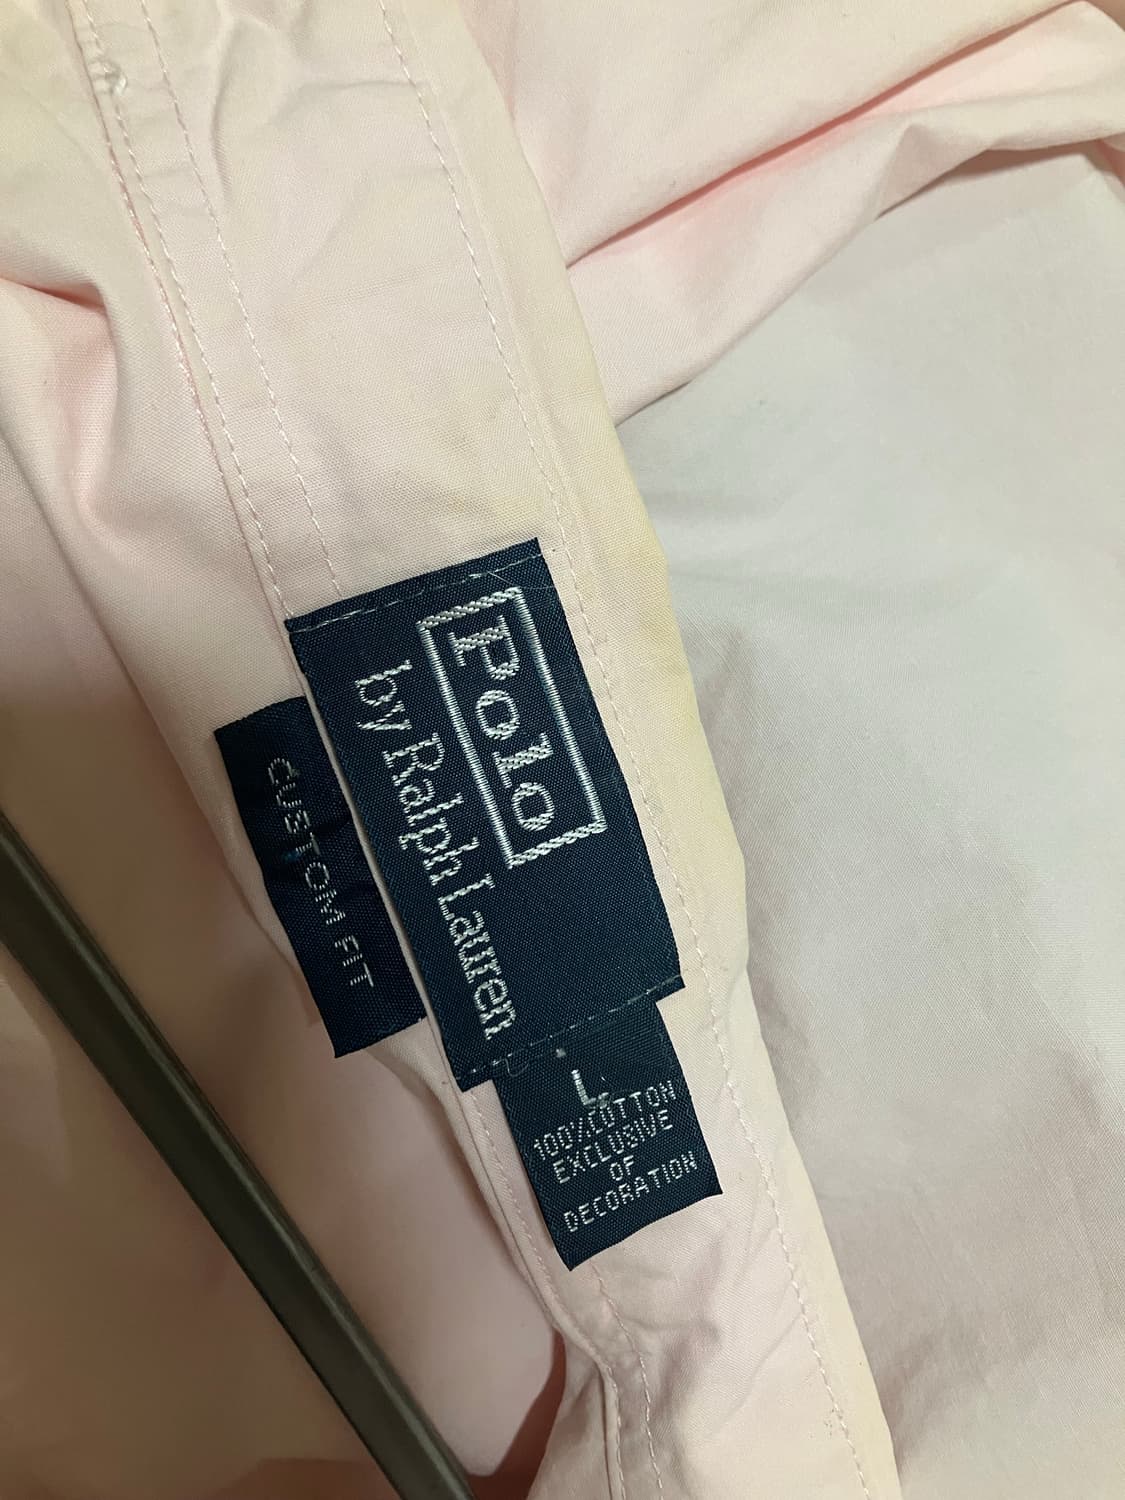 Polo
by Ralph Lauren
CUSTOM FIT
L
100%COTTON
EXCLUSIVE
OF
DECORATION